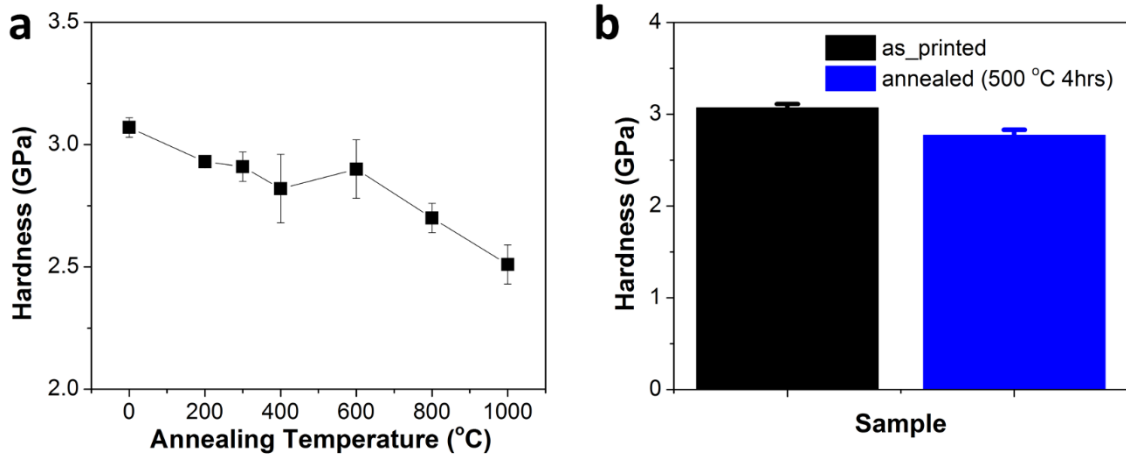 a
3.5
3.0
2.5
2.0
Hardness (GPa)
0 200 400 600 800 1000
Annealing Temperature (°C)
b
as_printed
annealed (500 °C 4hrs)
4
3
2
1
0
Hardness (GPa)
Sample